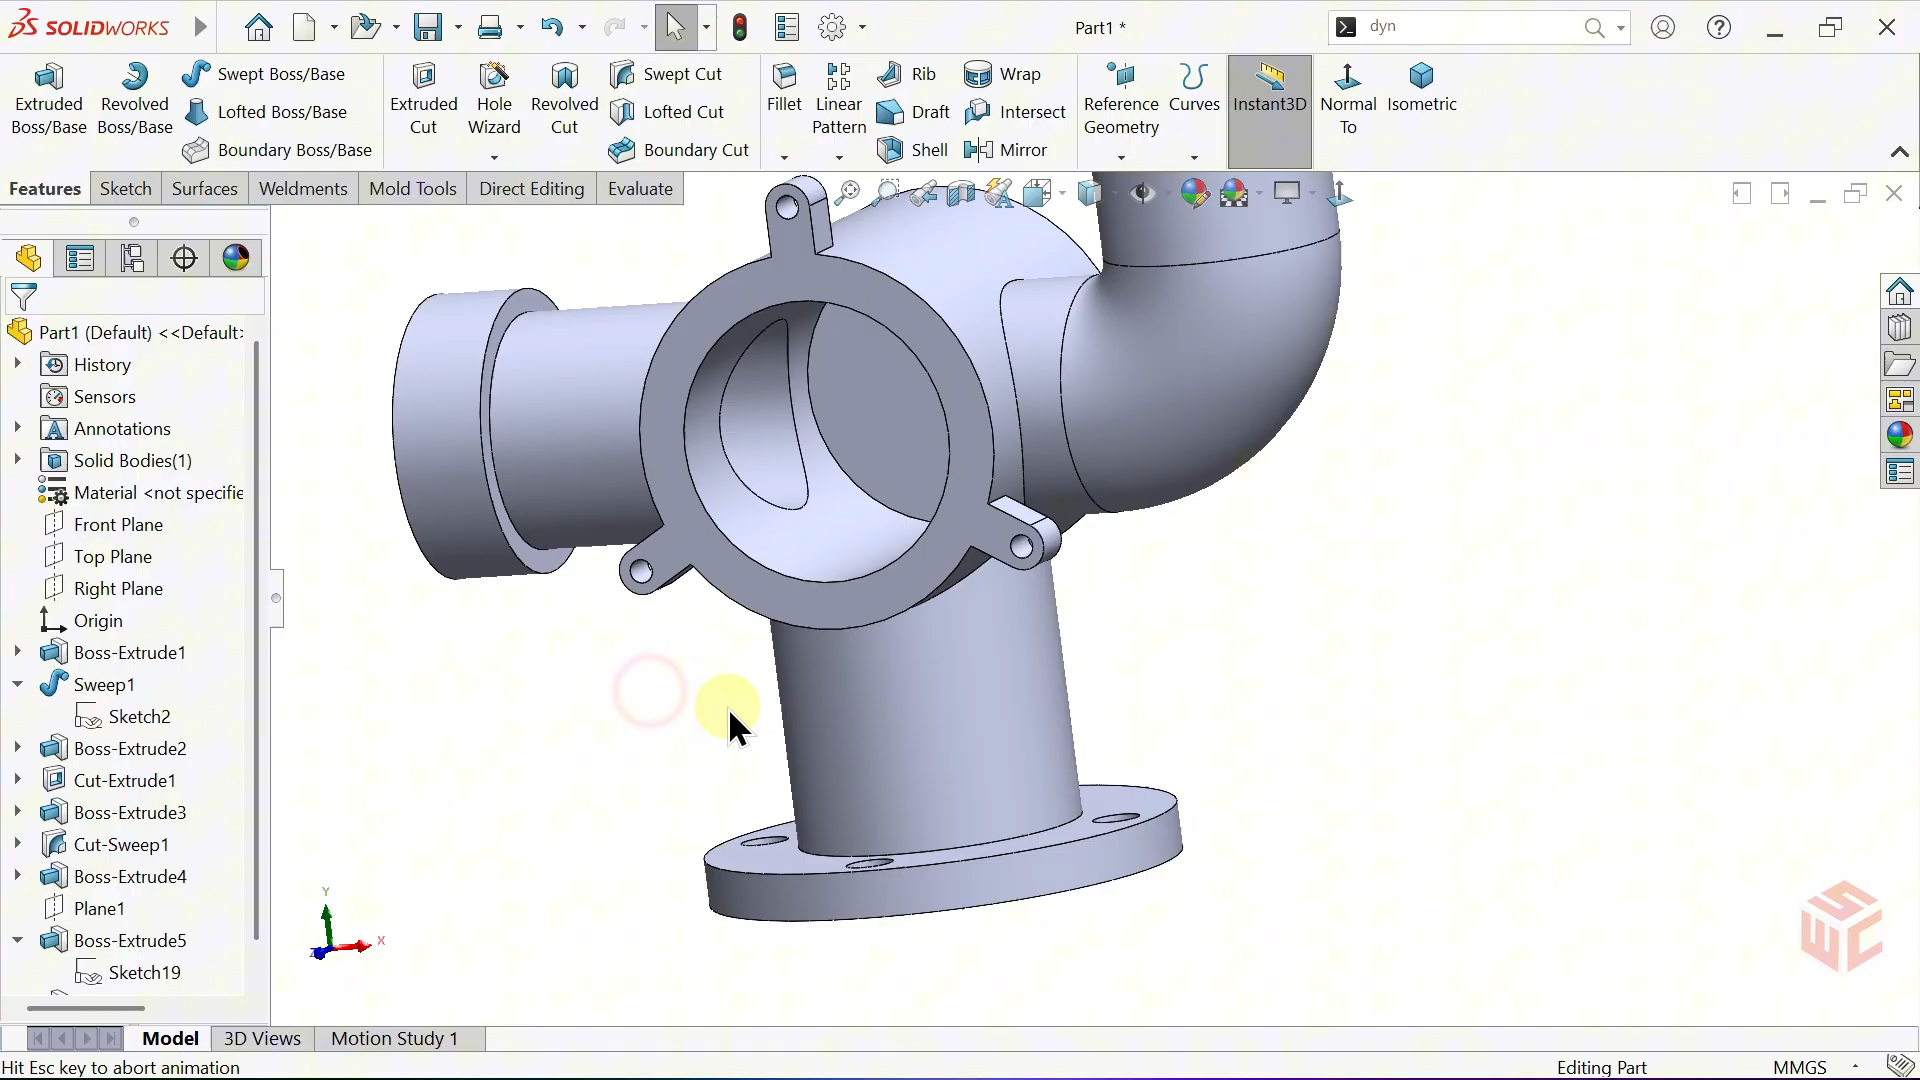 SOLIDWORKS
Part1 *
dyn
Extruded Boss/Base
Revolved Boss/Base
Swept Boss/Base
Lofted Boss/Base
Boundary Boss/Base
Extruded Cut
Hole Wizard
Revolved Cut
Swept Cut
Lofted Cut
Boundary Cut
Fillet
Linear Pattern
Rib
Draft
Shell
Wrap
Intersect
Mirror
Reference Geometry
Curves
Instant3D
Normal To
Isometric
Features
Sketch
Surfaces
Weldments
Mold Tools
Direct Editing
Evaluate
Part1 (Default) <<Default>
History
Sensors
Annotations
Solid Bodies(1)
Material <not specifie
Front Plane
Top Plane
Right Plane
Origin
Boss-Extrude1
Sweep1
Sketch2
Boss-Extrude2
Cut-Extrude1
Boss-Extrude3
Cut-Sweep1
Boss-Extrude4
Plane1
Boss-Extrude5
Sketch19
Y
X
Z
SWC
Model
3D Views
Motion Study 1
Hit Esc key to abort animation
Editing Part
MMGS